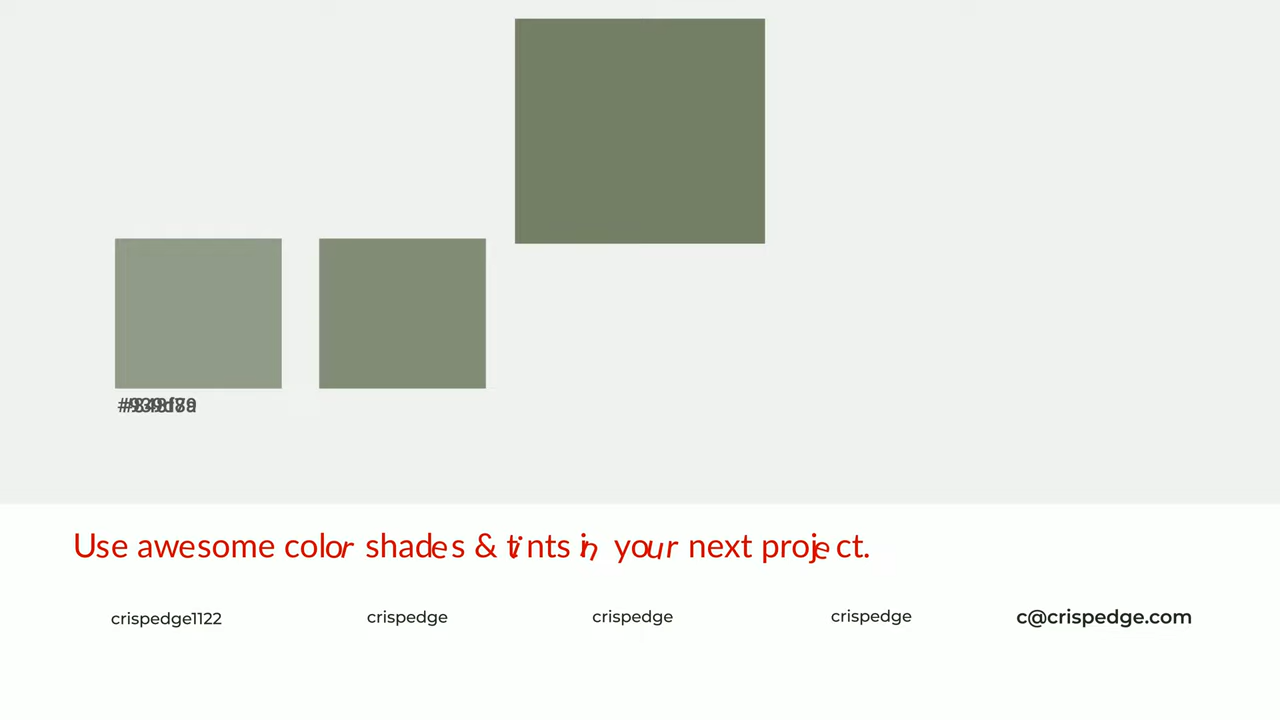 Use awesome color shades & tints in your next project.
crispedge1122 crispedge crispedge crispedge c@crispedge.com